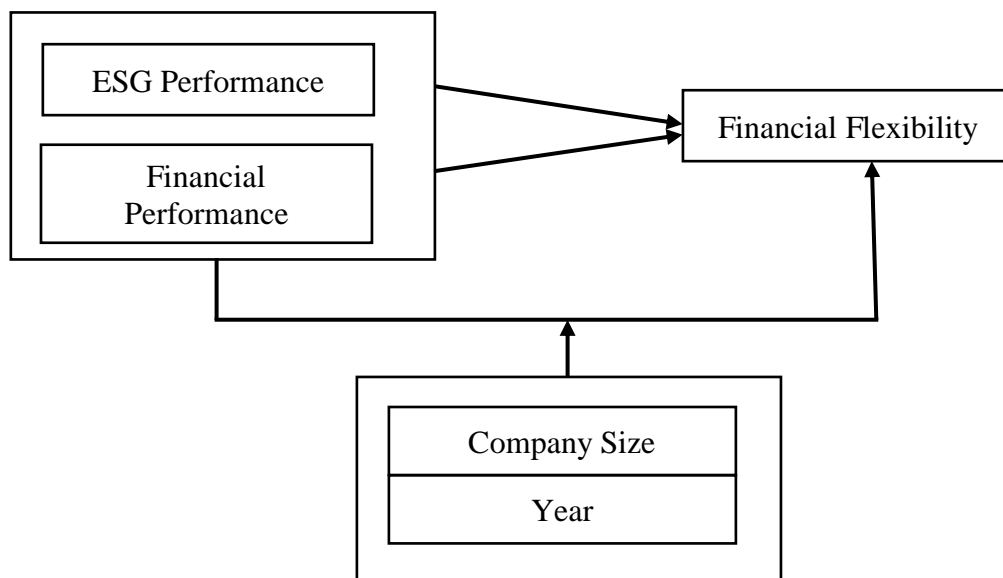 ESG Performance
Financial Flexibility
Financial
Performance
Company Size
Year